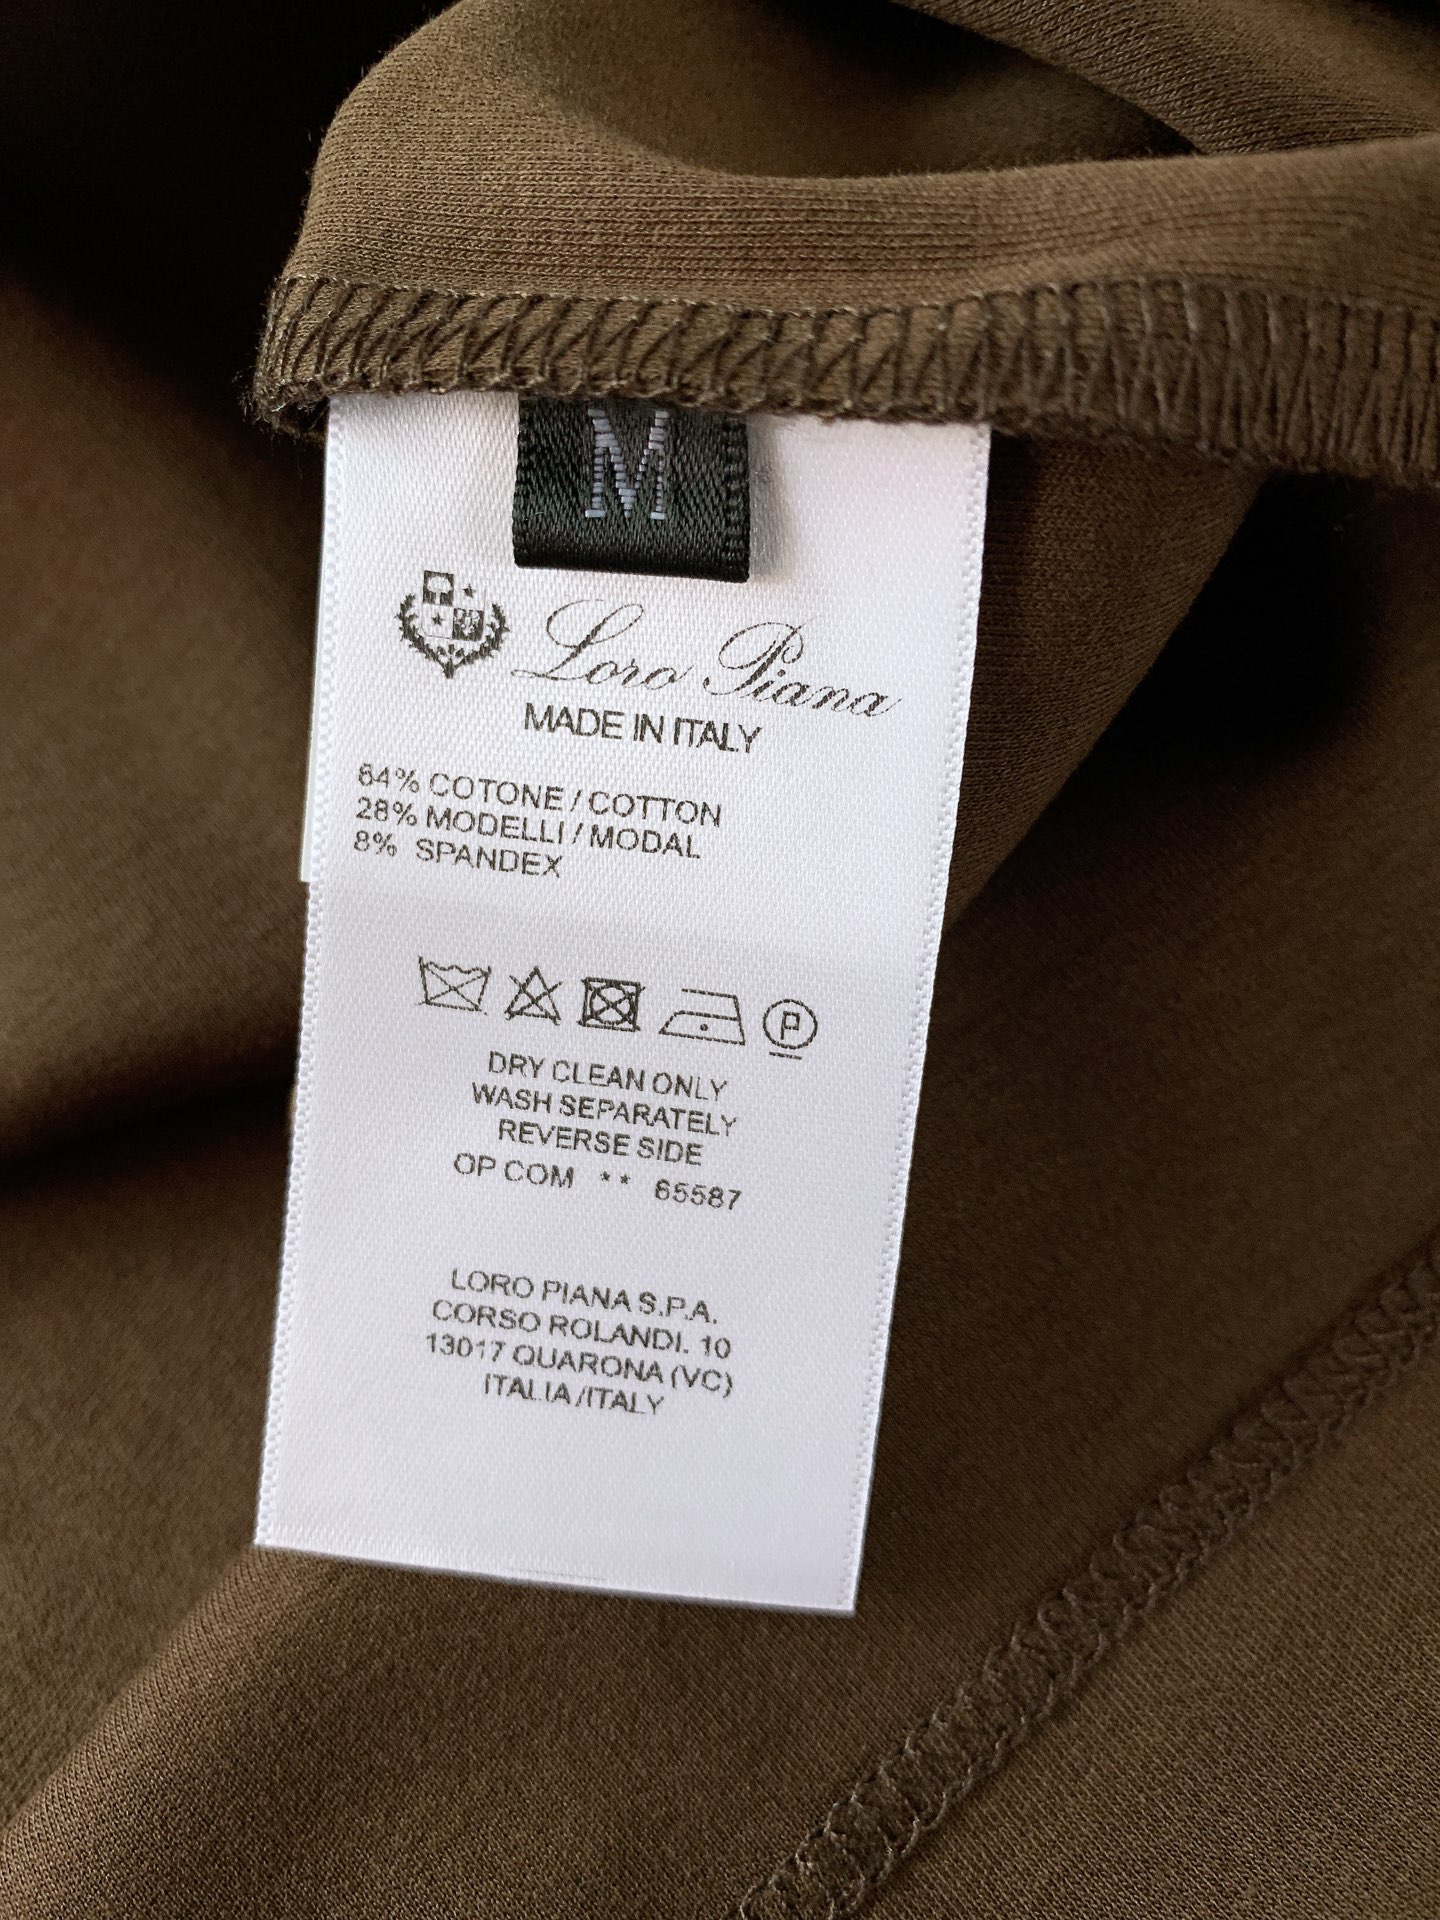 M
Loro Piana
MADE IN ITALY
64% COTONE / COTTON
28% MODELLI / MODAL
8% SPANDEX
P
DRY CLEAN ONLY
WASH SEPARATELY
REVERSE SIDE
OP COM ** 65587
LORO PIANA S.P.A.
CORSO ROLANDI. 10
13017 QUARONA (VC)
ITALIA /ITALY